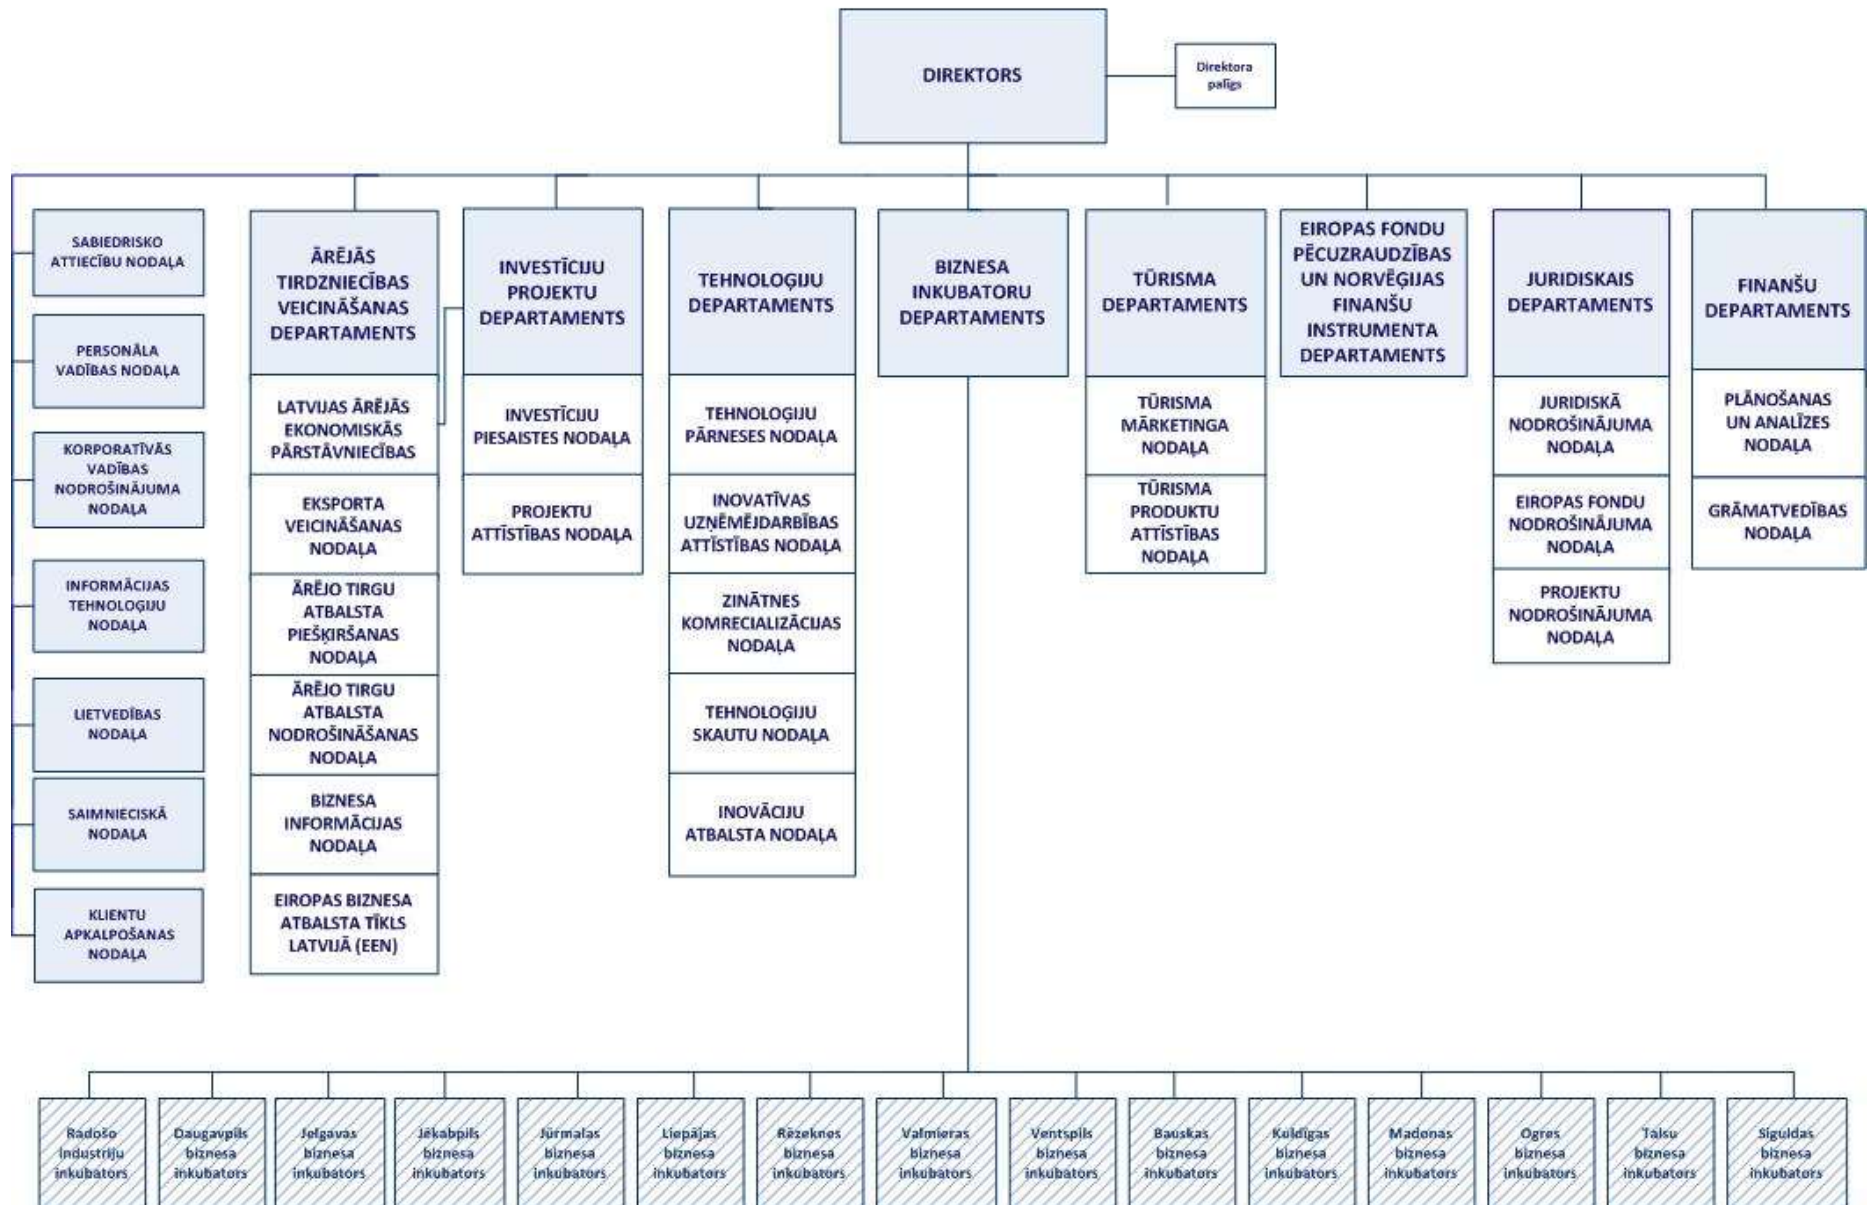 DIREKTORS
Direktora
palīgs
SABIEDRISKO
ATTIECĪBU NODAĻA
PERSONĀLA
VADĪBAS NODAĻA
KORPORATĪVĀS
VADĪBAS
NODROŠINĀJUMA
NODAĻA
INFORMĀCIJAS
TEHNOLOĢIJU
NODAĻA
LIETVEDĪBAS
NODAĻA
SAIMNIECISKĀ
NODAĻA
KLIENTU
APKALPOŠANAS
NODAĻA
ĀRĒJĀS
TIRDZNIECĪBAS
VEICINĀŠANAS
DEPARTAMENTS
LATVIJAS ĀRĒJĀS
EKONOMISKĀS
PĀRSTĀVNIECĪBAS
EKSPORTA
VEICINĀŠANAS
NODAĻA
ĀRĒJO TIRGU
ATBALSTA
PIEŠĶIRŠANAS
NODAĻA
ĀRĒJO TIRGU
ATBALSTA
NODROŠINĀŠANAS
NODAĻA
BIZNESA
INFORMĀCIJAS
NODAĻA
EIROPAS BIZNESA
ATBALSTA TĪKLS
LATVIJĀ (EEN)
INVESTĪCIJU
PROJEKTU
DEPARTAMENTS
INVESTĪCIJU
PIESAISTES NODAĻA
PROJEKTU
ATTĪSTĪBAS NODAĻA
TEHNOLOĢIJU
DEPARTAMENTS
TEHNOLOĢIJU
PĀRNESES NODAĻA
INOVATĪVAS
UZŅĒMĒJDARBĪBAS
ATTĪSTĪBAS NODAĻA
ZINĀTNES
KOMRECIALIZĀCIJAS
NODAĻA
TEHNOLOĢIJU
SKAUTU NODAĻA
INOVĀCIJU
ATBALSTA NODAĻA
BIZNESA
INKUBATORU
DEPARTAMENTS
TŪRISMA
DEPARTAMENTS
TŪRISMA
MĀRKETINGA
NODAĻA
TŪRISMA
PRODUKTU
ATTĪSTĪBAS
NODAĻA
EIROPAS FONDU
PĒCUZRAUDZĪBAS
UN NORVĒĢIJAS
FINANŠU
INSTRUMENTA
DEPARTAMENTS
JURIDISKAIS
DEPARTAMENTS
JURIDISKĀ
NODROŠINĀJUMA
NODAĻA
EIROPAS FONDU
NODROŠINĀJUMA
NODAĻA
PROJEKTU
NODROŠINĀJUMA
NODAĻA
FINANŠU
DEPARTAMENTS
PLĀNOŠANAS
UN ANALĪZES
NODAĻA
GRĀMATVEDĪBAS
NODAĻA
Radošo
industriju
inkubators
Daugavpils
biznesa
inkubators
Jelgavas
biznesa
inkubators
Jēkabpils
biznesa
inkubators
Jūrmalas
biznesa
inkubators
Liepājas
biznesa
inkubators
Rēzeknes
biznesa
inkubators
Valmieras
biznesa
inkubators
Ventspils
biznesa
inkubators
Bauskas
biznesa
inkubators
Kuldīgas
biznesa
inkubators
Madonas
biznesa
inkubators
Ogres
biznesa
inkubators
Talsu
biznesa
inkubators
Siguldas
biznesa
inkubators